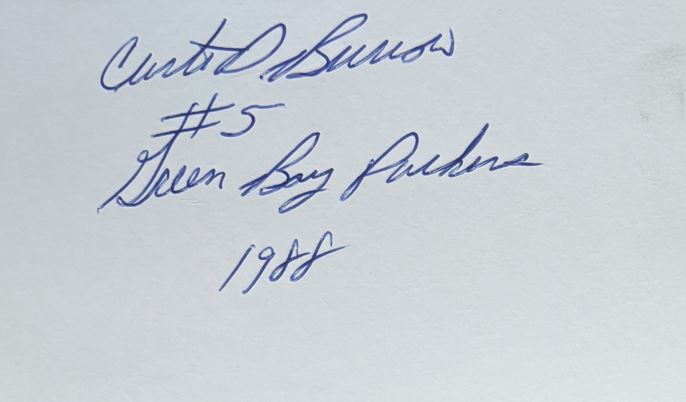 Curtis D. Burrow
#5
Green Bay Packers
1988